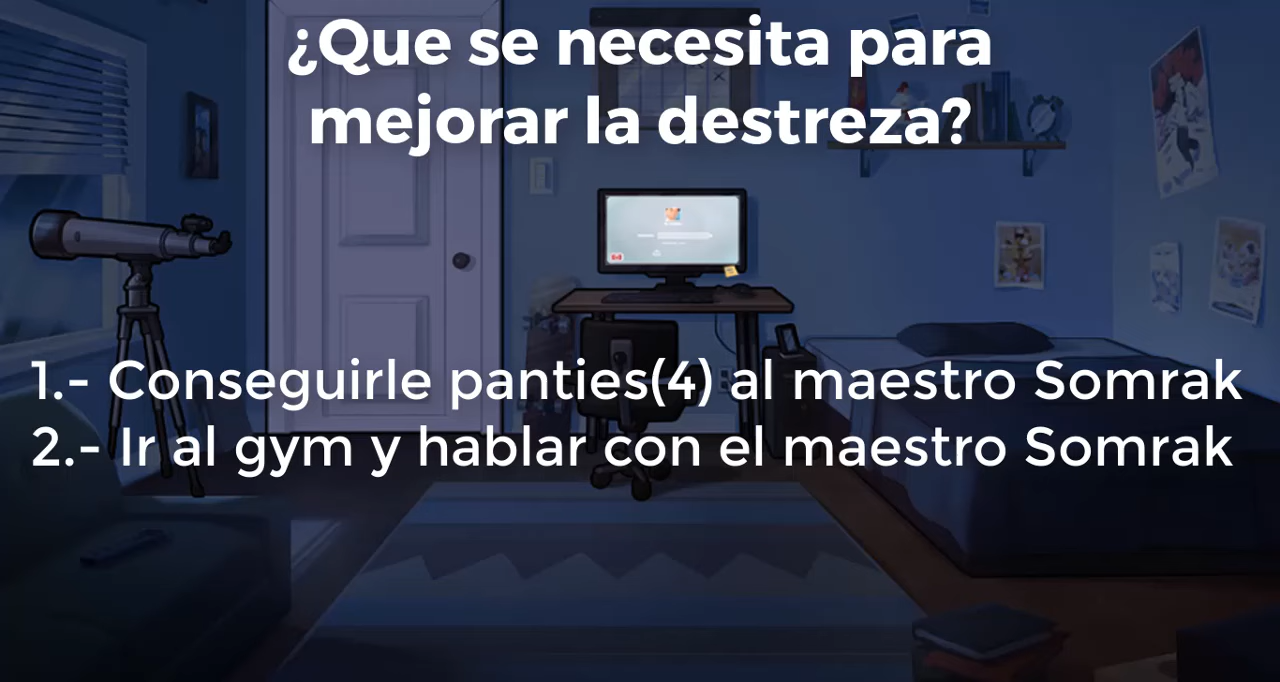 ¿Que se necesita para
mejorar la destreza?
1.- Conseguirle panties(4) al maestro Somrak
2.- Ir al gym y hablar con el maestro Somrak